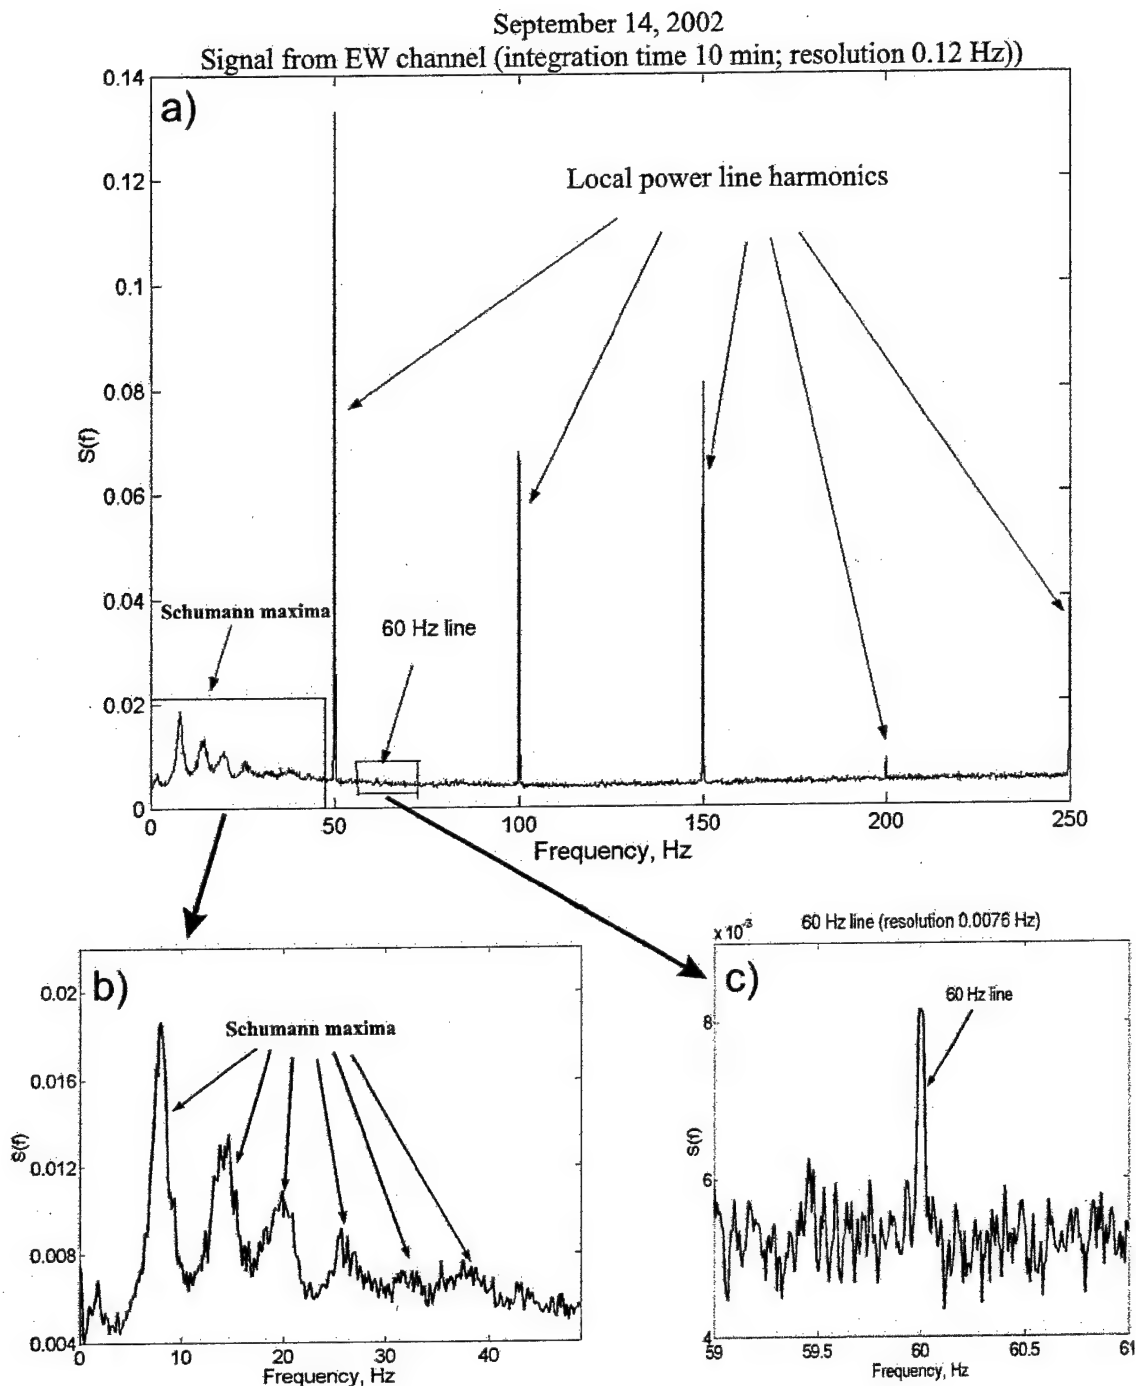 September 14, 2002
Signal from EW channel (integration time 10 min; resolution 0.12 Hz))
a)
0.14
0.12
0.1
0.08
0.06
0.04
0.02
0
S(f)
Local power line harmonics
Schumann maxima
60 Hz line
0 50 100 150 200 250
Frequency, Hz
b)
0.02
0.016
0.012
0.008
0.004
S(f)
Schumann maxima
0 10 20 30 40
Frequency, Hz
x 10⁻³
60 Hz line (resolution 0.0076 Hz)
c)
60 Hz line
8
6
4
S(f)
59 59.5 60 60.5 61
Frequency, Hz